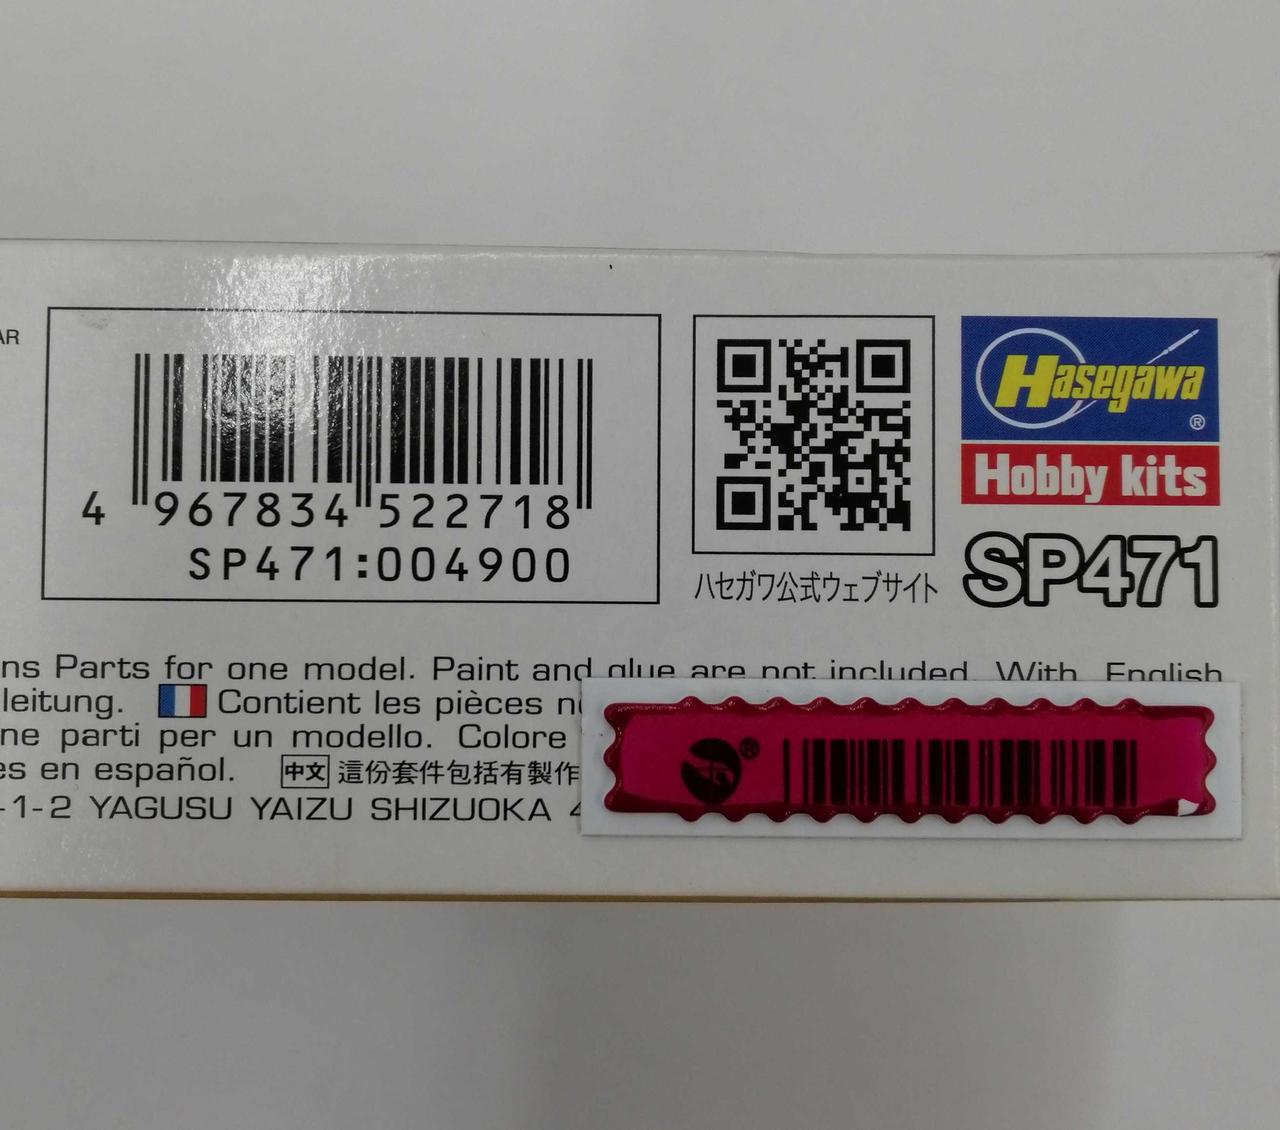 AR
4 967834 522718
SP471:004900
ハセガワ公式ウェブサイト
Hasegawa
®
Hobby kits
SP471
ns Parts for one model. Paint and glue are not included. With English
leitung. Contient les pièces
ne parti per un modello. Colore
es en español. 中文 這份套件包括有製作
-1-2 YAGUSU YAIZU SHIZUOKA
®